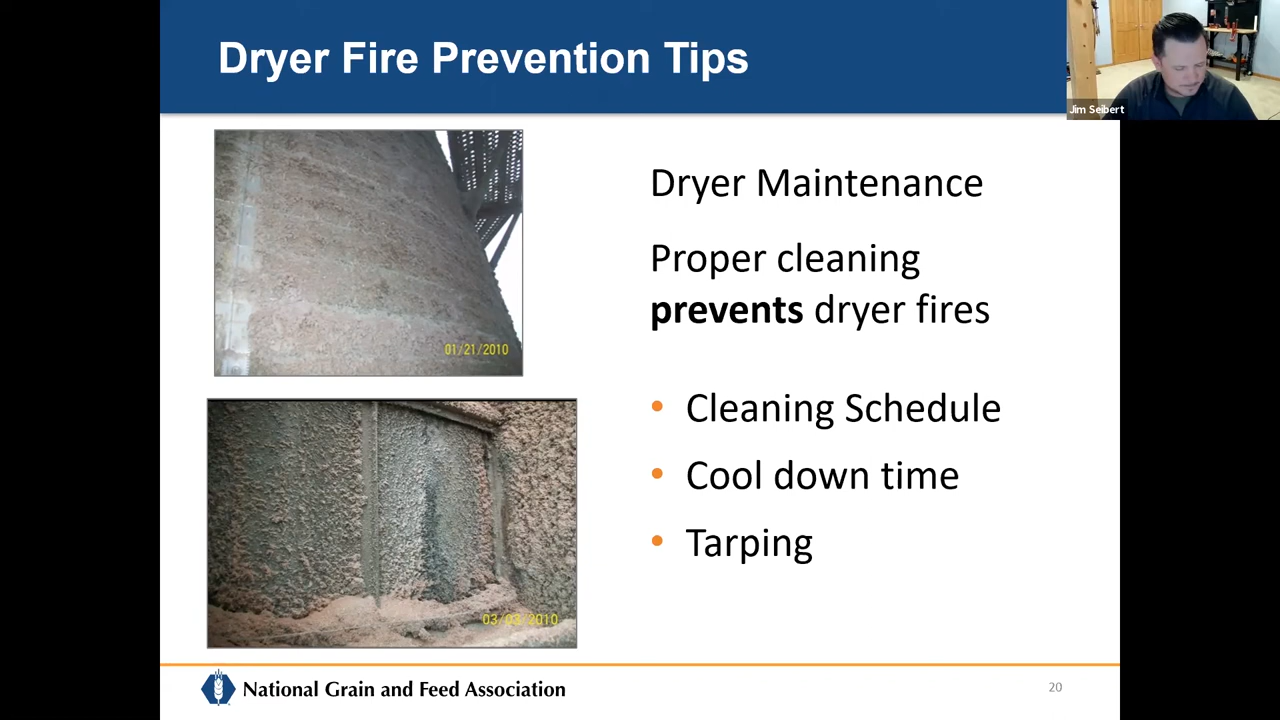 Dryer Fire Prevention Tips
Jim Seibert
01/21/2010
03/03/2010
Dryer Maintenance
Proper cleaning
prevents dryer fires
• Cleaning Schedule
• Cool down time
• Tarping
National Grain and Feed Association
20